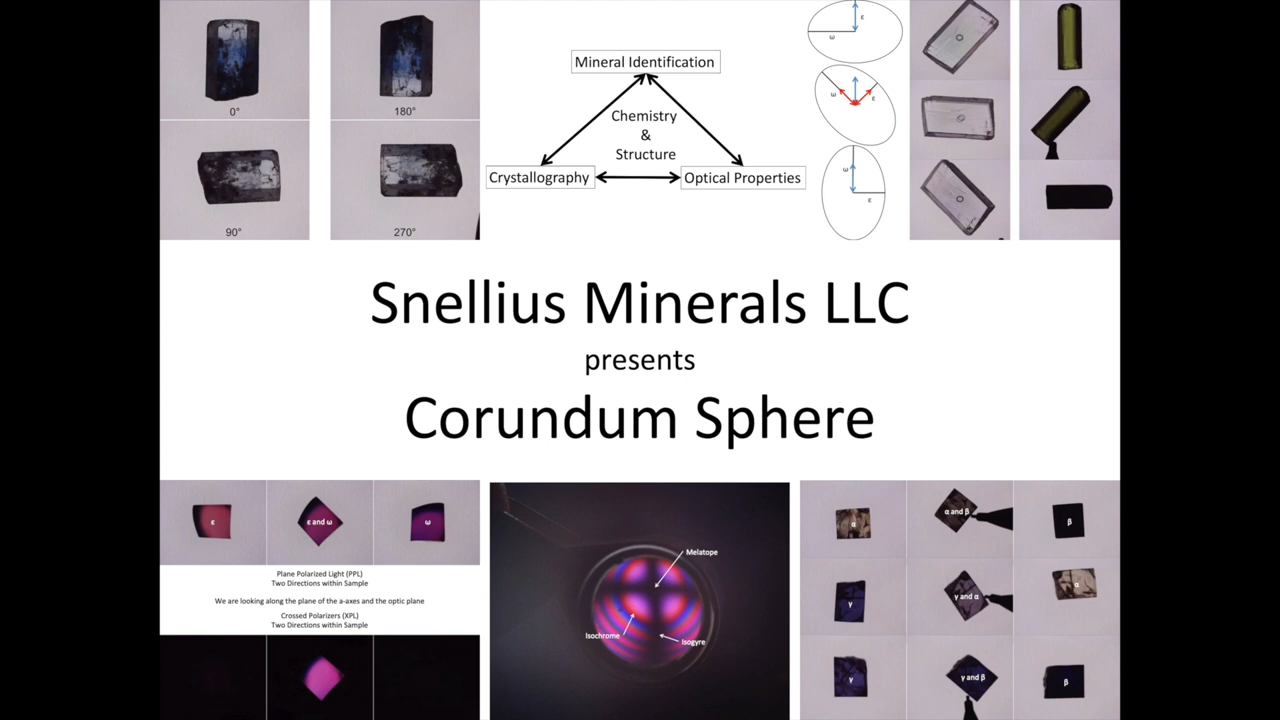 0°
180°
90°
270°
Mineral Identification
Chemistry
&
Structure
Crystallography
Optical Properties
ε
ω
ω
ε
ω
ε
Snellius Minerals LLC
presents
Corundum Sphere
ε
ε and ω
ω
Plane Polarized Light (PPL)
Two Directions within Sample
We are looking along the plane of the a-axes and the optic plane
Crossed Polarizers (XPL)
Two Directions within Sample
Melatope
Isochrome
Isogyre
α
α and β
β
γ
γ and α
α
γ
γ and β
β